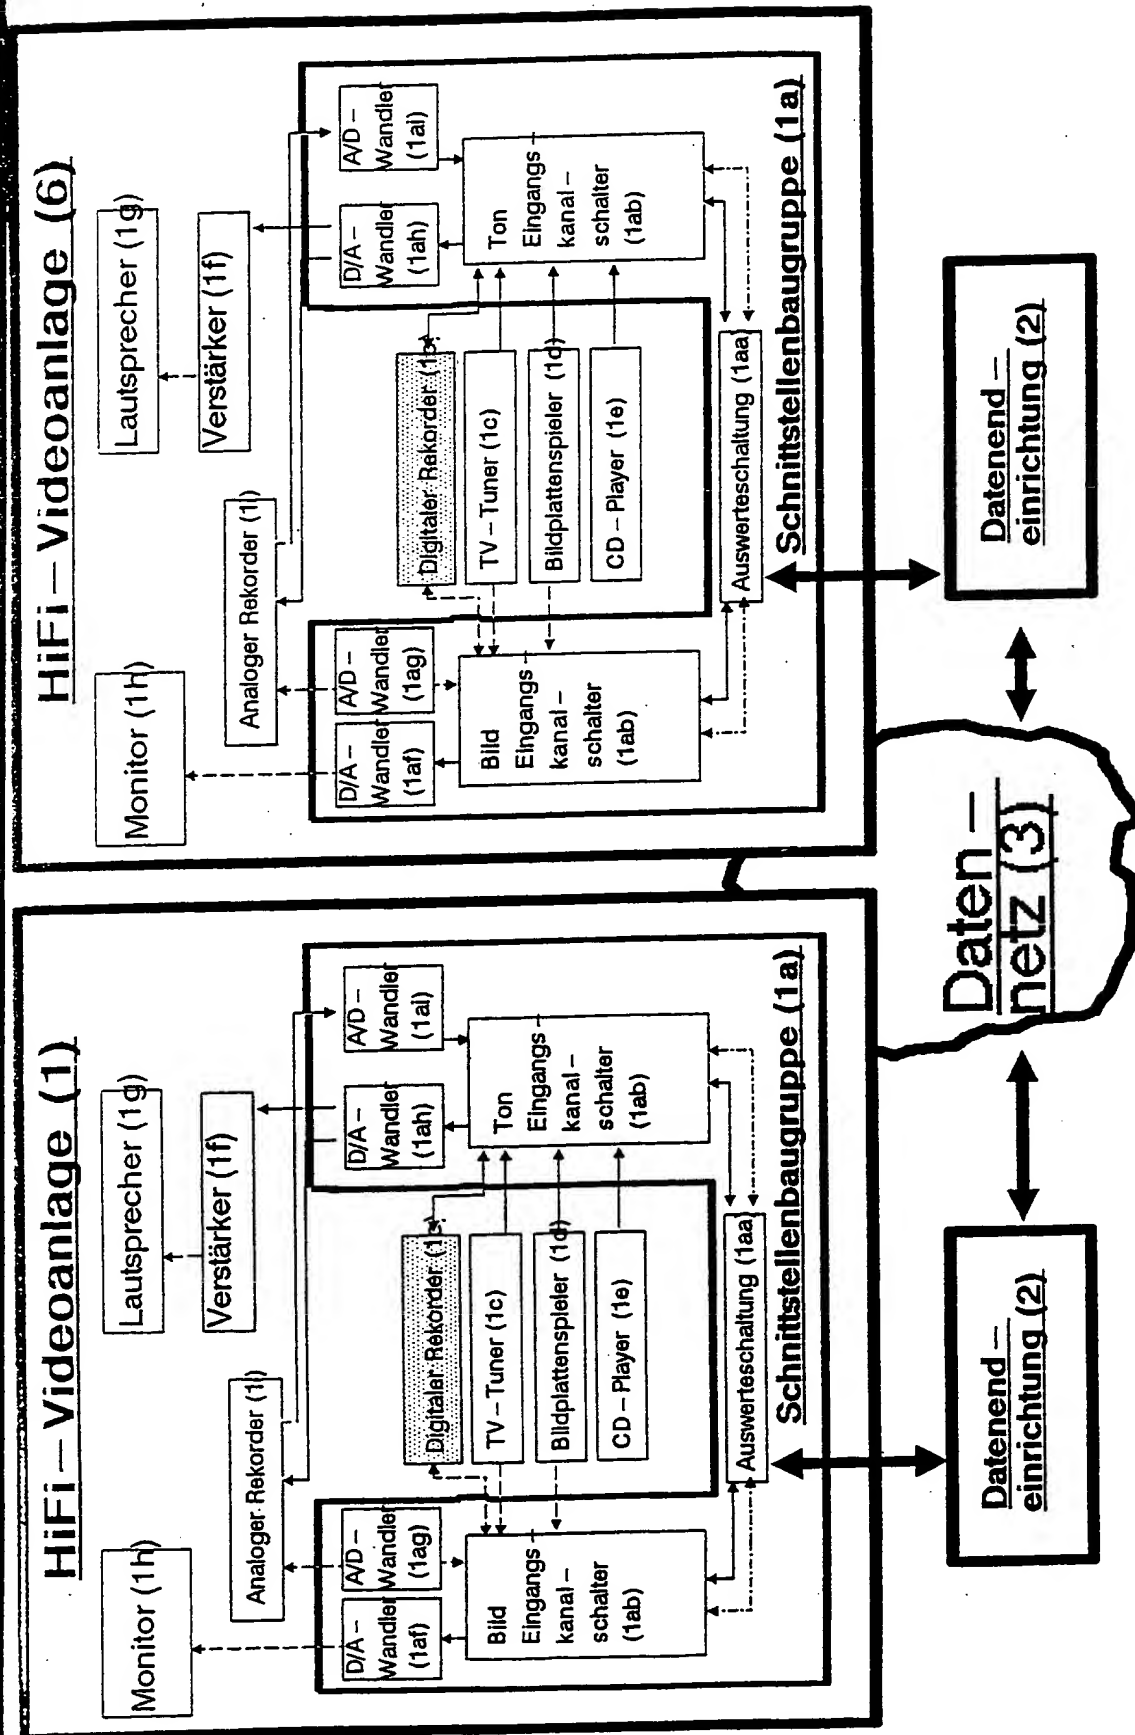 HiFi – Videoanlage (1)
Monitor (1h)
Lautsprecher (1g)
Verstärker (1f)
Analoger Rekorder (1i)
D/A –
Wandler
(1af)
A/D –
Wandler
(1ag)
D/A –
Wandler
(1ah)
A/D –
Wandler
(1ai)
Digitaler Rekorder
TV – Tuner (1c)
Bildplattenspieler (1d)
CD – Player (1e)
Bild
Eingangs –
kanal –
schalter
(1ab)
Ton
Eingangs –
kanal –
schalter
(1ab)
Auswerteschaltung (1aa)
Schnittstellenbaugruppe (1a)
Datenend –
einrichtung (2)
HiFi – Videoanlage (6)
Monitor (1h)
Lautsprecher (1g)
Verstärker (1f)
Analoger Rekorder (1i)
D/A –
Wandler
(1af)
A/D –
Wandler
(1ag)
D/A –
Wandler
(1ah)
A/D –
Wandler
(1ai)
Digitaler Rekorder
TV – Tuner (1c)
Bildplattenspieler (1d)
CD – Player (1e)
Bild
Eingangs –
kanal –
schalter
(1ab)
Ton
Eingangs –
kanal –
schalter
(1ab)
Auswerteschaltung (1aa)
Schnittstellenbaugruppe (1a)
Datenend –
einrichtung (2)
Daten –
netz (3)